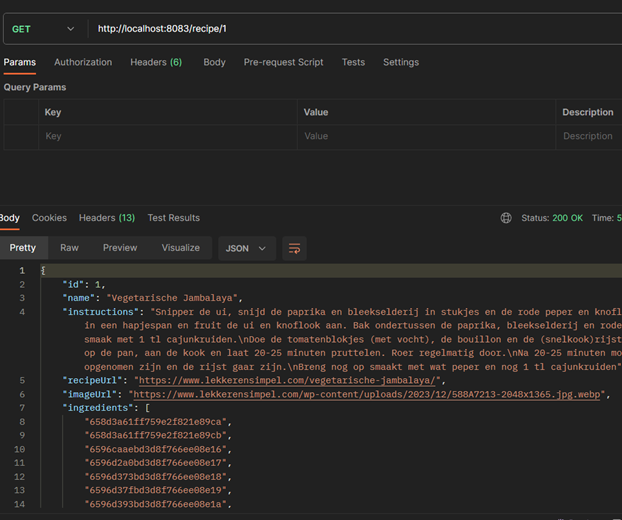 GET http://localhost:8083/recipe/1
Params Authorization Headers (6) Body Pre-request Script Tests Settings
Query Params
Key Value Description
Key Value Description
Body Cookies Headers (13) Test Results Status: 200 OK Time: 5
Pretty Raw Preview Visualize JSON
1 {
2 "id": 1,
3 "name": "Vegetarische Jambalaya",
4 "instructions": "Snipper de ui, snijd de paprika en bleekselderij in stukjes en de rode peper en knofl
in een hapjespan en fruit de ui en knoflook aan. Bak ondertussen de paprika, bleekselderij en rode
smaak met 1 tl cajunkruiden.\nDoe de tomatenblokjes (met vocht), de bouillon en de (snelkook)rijst
op de pan, aan de kook en laat 20-25 minuten pruttelen. Roer regelmatig door.\nNa 20-25 minuten mo
opgenomen zijn en de rijst gaar zijn.\nBreng nog op smaakt met wat peper en nog 1 tl cajunkruiden"
5 "recipeUrl": "https://www.lekkerensimpel.com/vegetarische-jambalaya/",
6 "imageUrl": "https://www.lekkerensimpel.com/wp-content/uploads/2023/12/588A7213-2048x1365.jpg.webp",
7 "ingredients": [
8 "658d3a61ff759e2f821e89ca",
9 "658d3a61ff759e2f821e89cb",
10 "6596caaebd3d8f766ee08e16",
11 "6596d2a0bd3d8f766ee08e17",
12 "6596d373bd3d8f766ee08e18",
13 "6596d37fbd3d8f766ee08e19",
14 "6596d393bd3d8f766ee08e1a",